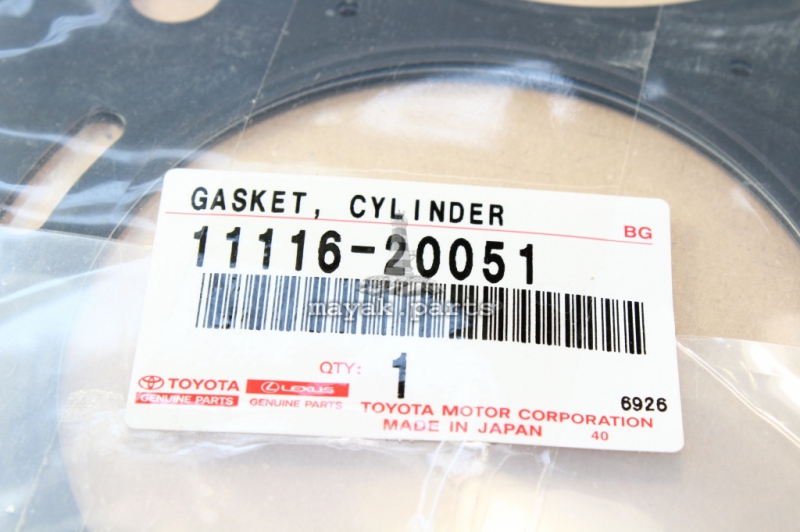 GASKET, CYLINDER
BG
11116-20051
mayak.parts
QTY: 1
TOYOTA LEXUS
GENUINE PARTS GENUINE PARTS
6926
TOYOTA MOTOR CORPORATION
MADE IN JAPAN 40